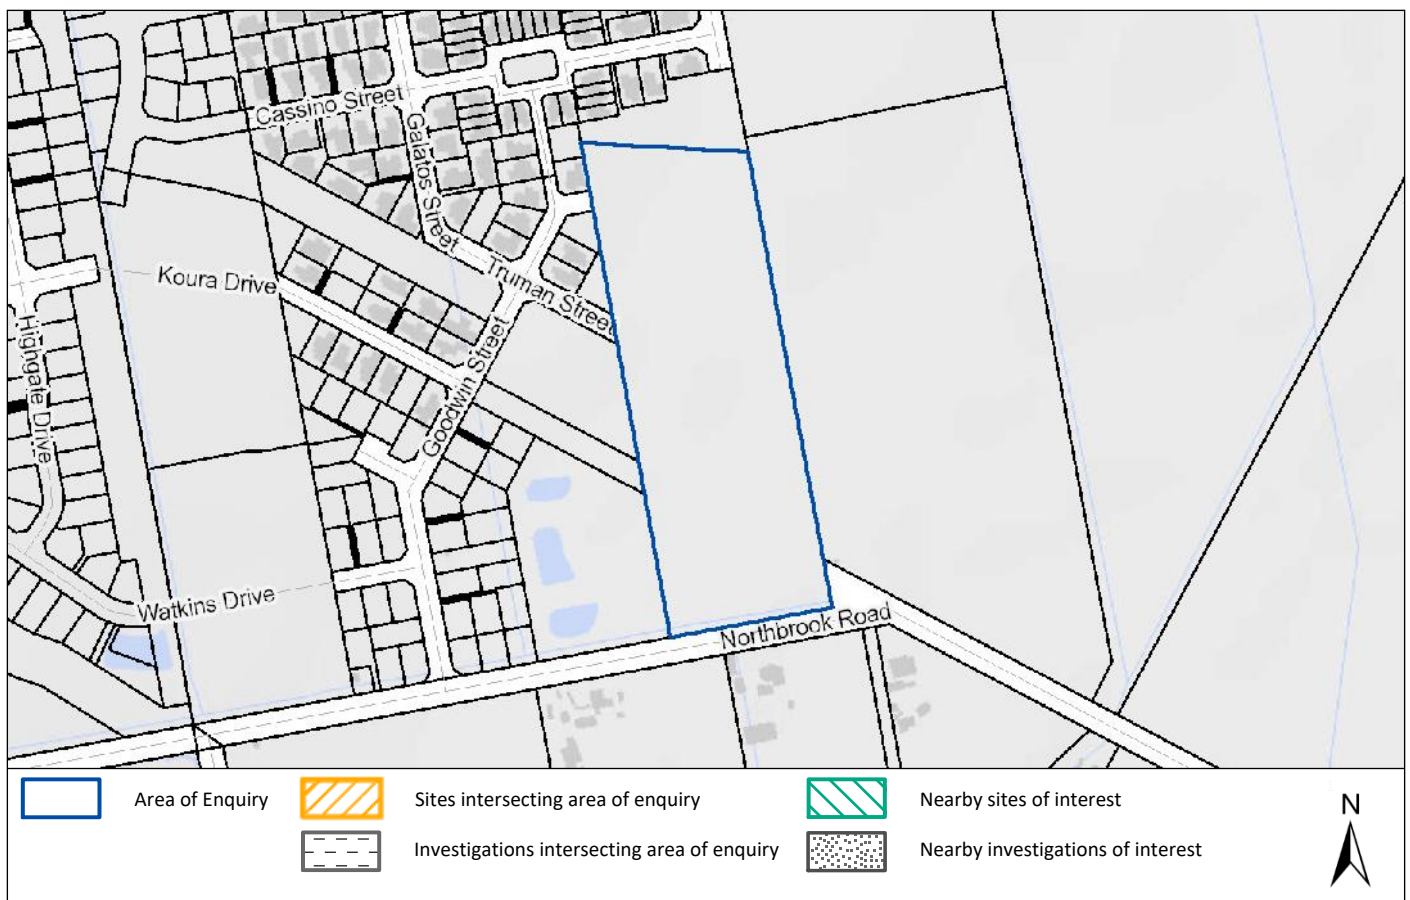 Cassino Street
Galatos Street
Koura Drive
Truman Street
Highgate Drive
Goodwin Street
Watkins Drive
Northbrook Road
Area of Enquiry
Sites intersecting area of enquiry
Nearby sites of interest
N
Investigations intersecting area of enquiry
Nearby investigations of interest